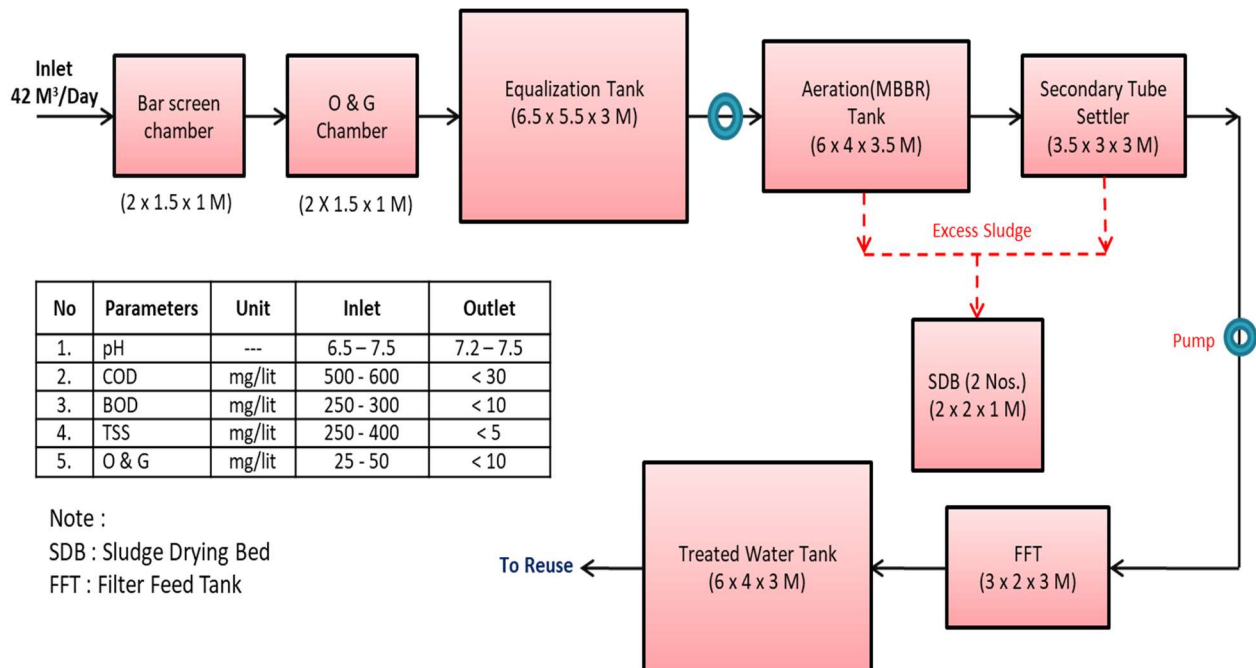 Inlet
42 M³/Day
Bar screen
chamber
(2 x 1.5 x 1 M)
O & G
Chamber
(2 X 1.5 x 1 M)
Equalization Tank
(6.5 x 5.5 x 3 M)
Aeration(MBBR)
Tank
(6 x 4 x 3.5 M)
Secondary Tube
Settler
(3.5 x 3 x 3 M)
Excess Sludge
Pump
SDB (2 Nos.)
(2 x 2 x 1 M)
No Parameters Unit Inlet Outlet
1. pH --- 6.5 – 7.5 7.2 – 7.5
2. COD mg/lit 500 - 600 < 30
3. BOD mg/lit 250 - 300 < 10
4. TSS mg/lit 250 - 400 < 5
5. O & G mg/lit 25 - 50 < 10
Note :
SDB : Sludge Drying Bed
FFT : Filter Feed Tank
To Reuse
Treated Water Tank
(6 x 4 x 3 M)
FFT
(3 x 2 x 3 M)